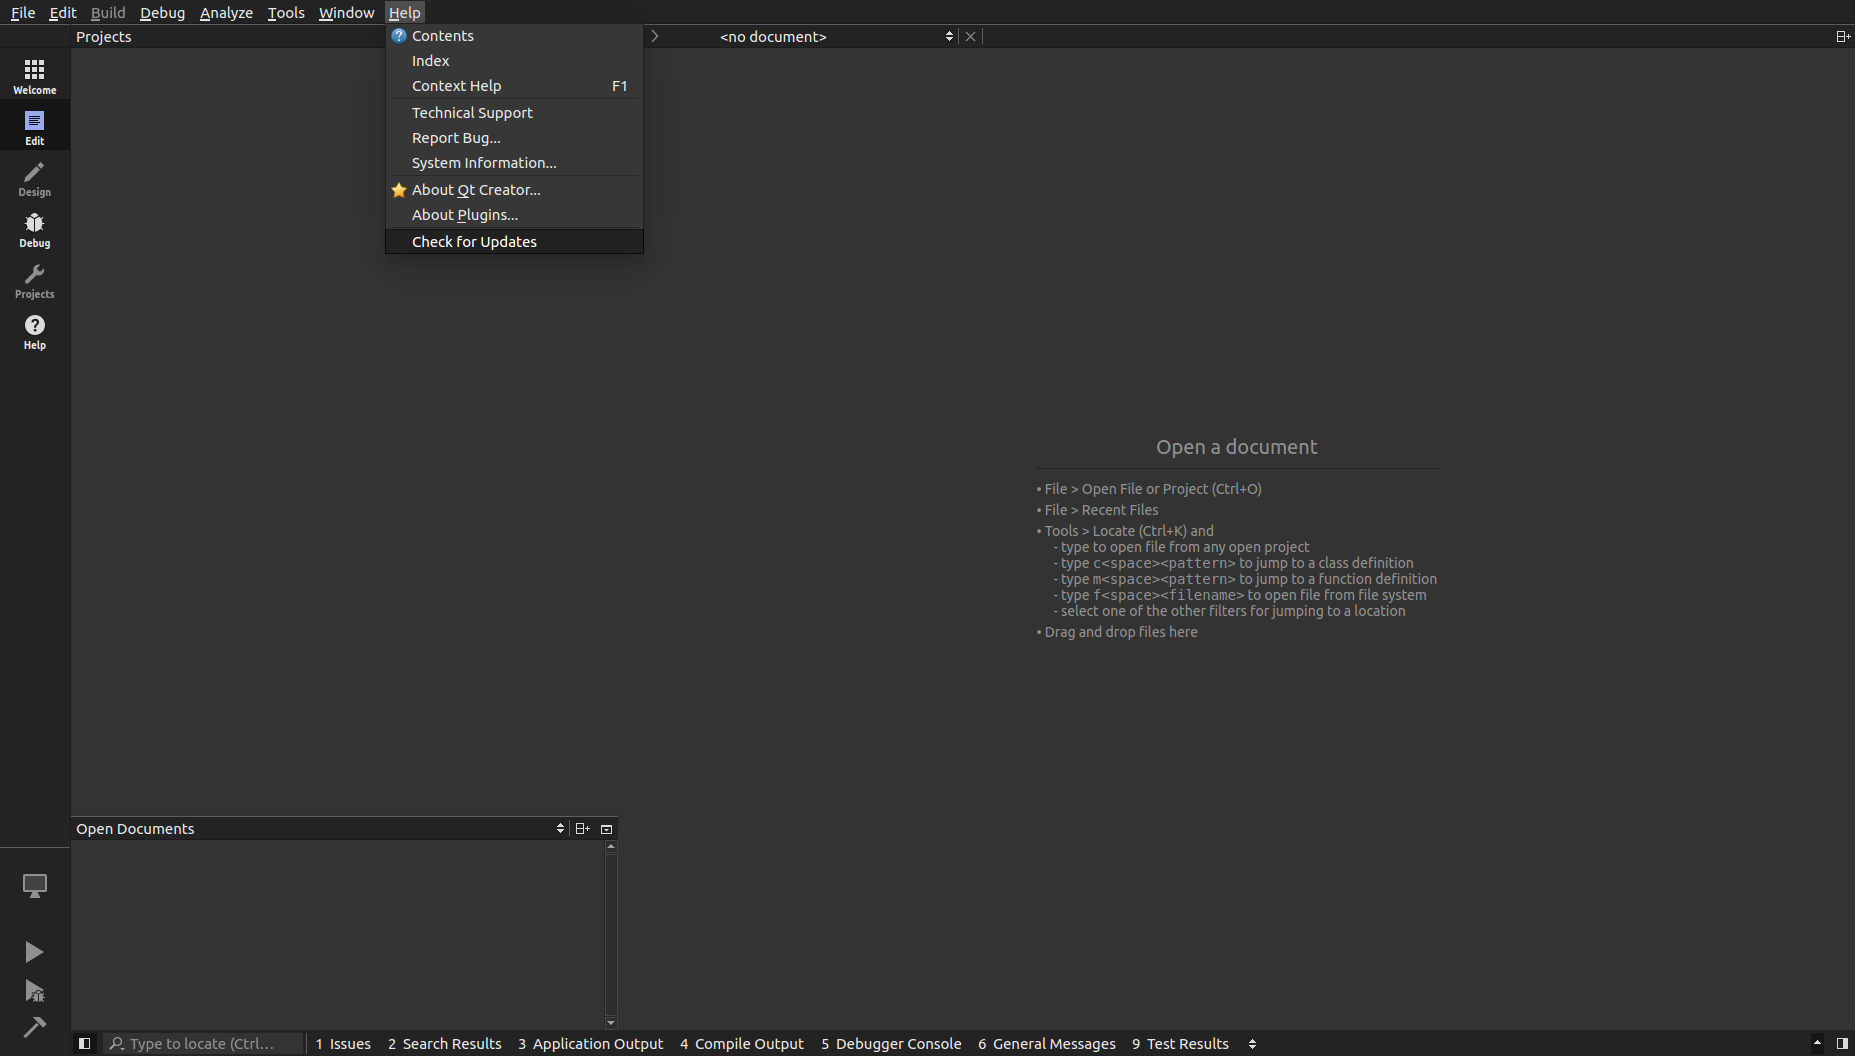 File Edit Build Debug Analyze Tools Window Help
Projects
<no document>
Contents
Index
Context Help F1
Technical Support
Report Bug...
System Information...
About Qt Creator...
About Plugins...
Check for Updates
Welcome
Edit
Design
Debug
Projects
Help
Open a document
• File > Open File or Project (Ctrl+O)
• File > Recent Files
• Tools > Locate (Ctrl+K) and
- type to open file from any open project
- type c<space><pattern> to jump to a class definition
- type m<space><pattern> to jump to a function definition
- type f<space><filename> to open file from file system
- select one of the other filters for jumping to a location
• Drag and drop files here
Open Documents
Type to locate (Ctrl... 1 Issues 2 Search Results 3 Application Output 4 Compile Output 5 Debugger Console 6 General Messages 9 Test Results